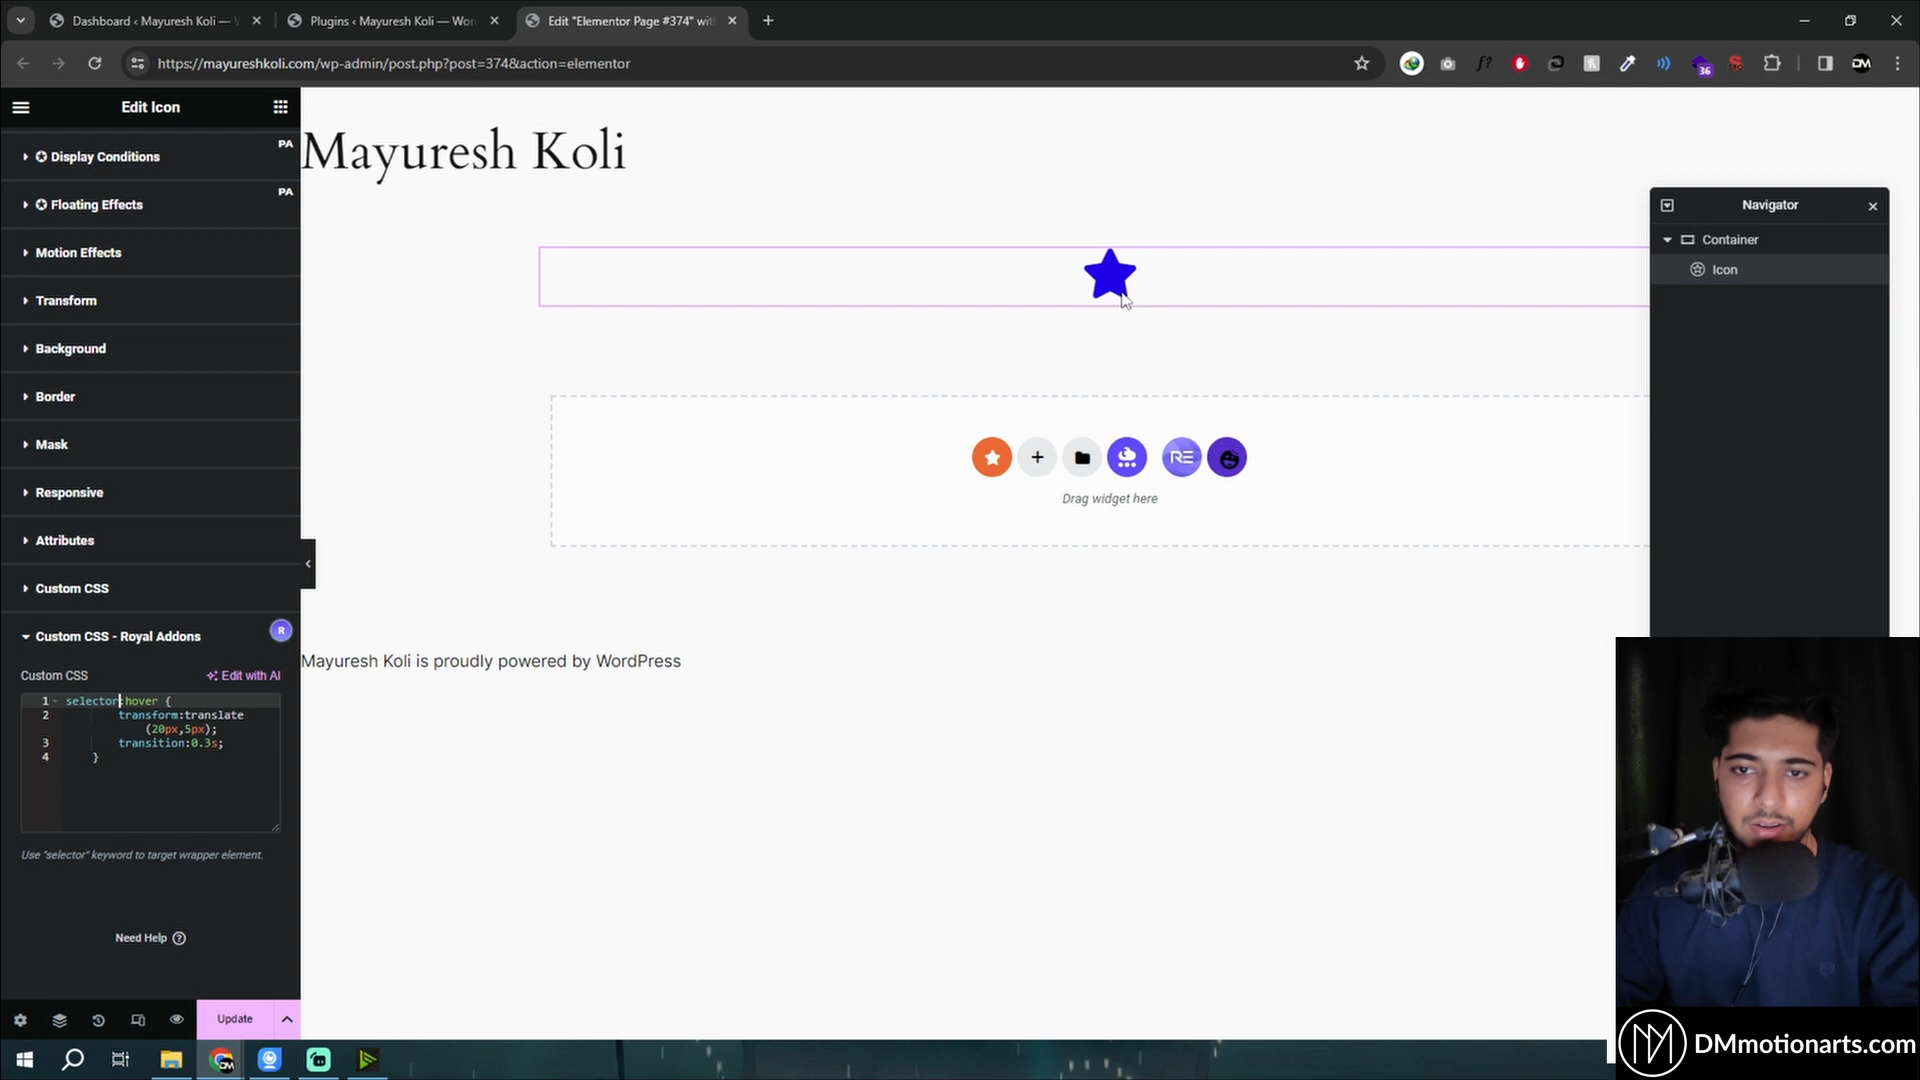 Dashboard ‹ Mayuresh Koli — W
Plugins ‹ Mayuresh Koli — Wor
Edit "Elementor Page #374" wit
https://mayureshkoli.com/wp-admin/post.php?post=374&action=elementor
f?
36
DM
Edit Icon
Display Conditions
PA
Floating Effects
PA
Motion Effects
Transform
Background
Border
Mask
Responsive
Attributes
Custom CSS
Custom CSS - Royal Addons
R
Custom CSS
Edit with AI
1 selector:hover {
2 transform:translate
(20px,5px);
3 transition:0.3s;
4 }
Use "selector" keyword to target wrapper element.
Need Help
Update
Mayuresh Koli
RE
Drag widget here
Mayuresh Koli is proudly powered by WordPress
Navigator
Container
Icon
DMmotionarts.com